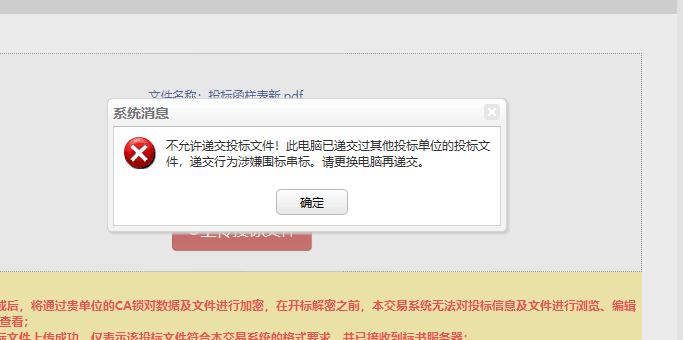 文件名称：投标函样表新.pdf
系统消息
不允许递交投标文件！此电脑已递交过其他投标单位的投标文
件，递交行为涉嫌围标串标。请更换电脑再递交。
确定
上传投标文件
成后，将通过贵单位的CA锁对数据及文件进行加密，在开标解密之前，本交易系统无法对投标信息及文件进行浏览、编辑
查看；
标文件上传成功，仅表示该投标文件符合本交易系统的格式要求，并已接收到标书服务器；